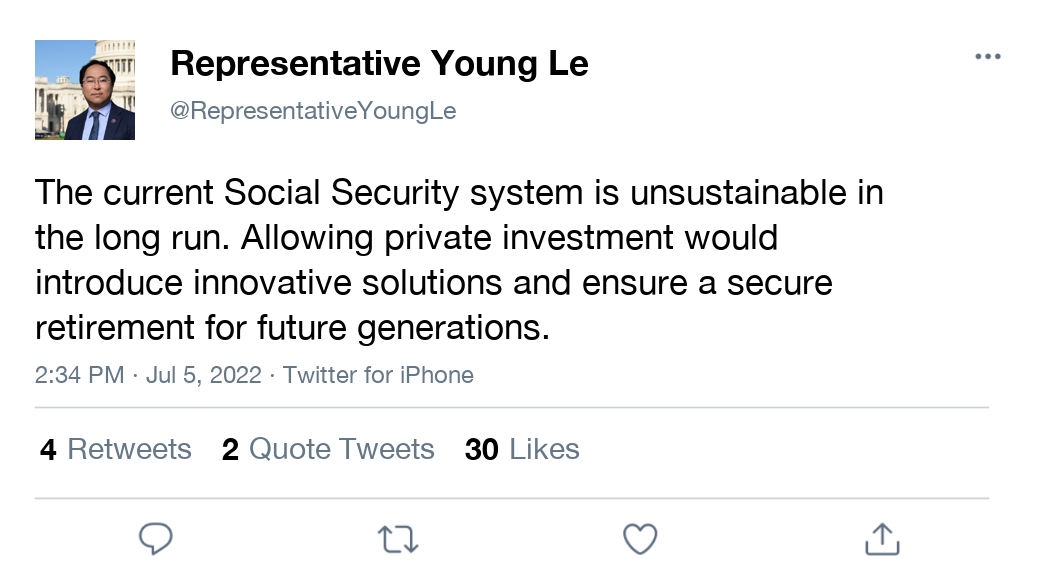 Representative Young Le
@RepresentativeYoungLe
The current Social Security system is unsustainable in
the long run. Allowing private investment would
introduce innovative solutions and ensure a secure
retirement for future generations.
2:34 PM · Jul 5, 2022 · Twitter for iPhone
4 Retweets 2 Quote Tweets 30 Likes